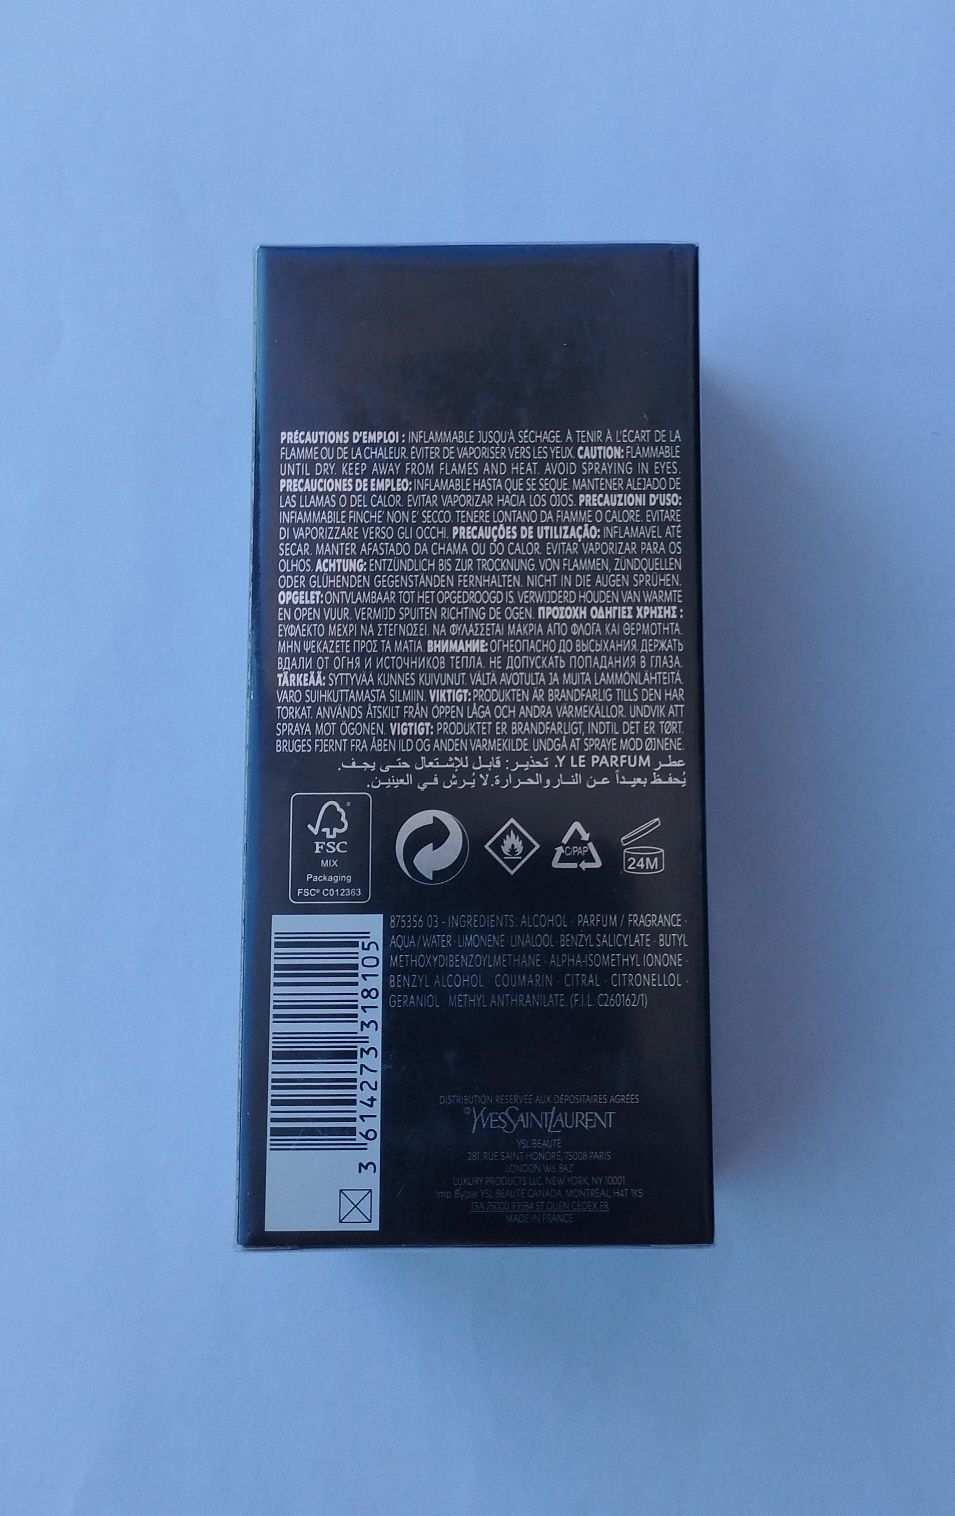 PRÉCAUTIONS D'EMPLOI : INFLAMMABLE JUSQU'À SÉCHAGE. À TENIR À L'ÉCART DE LA
FLAMME OU DE LA CHALEUR. ÉVITER DE VAPORISER VERS LES YEUX. CAUTION: FLAMMABLE
UNTIL DRY. KEEP AWAY FROM FLAMES AND HEAT. AVOID SPRAYING IN EYES.
PRECAUCIONES DE EMPLEO: INFLAMABLE HASTA QUE SE SEQUE. MANTENER ALEJADO DE
LAS LLAMAS O DEL CALOR. EVITAR VAPORIZAR HACIA LOS OJOS. PRECAUZIONI D'USO:
INFIAMMABILE FINCHE' NON E' SECCO. TENERE LONTANO DA FIAMME O CALORE. EVITARE
DI VAPORIZZARE VERSO GLI OCCHI. PRECAUÇÕES DE UTILIZAÇÃO: INFLAMAVEL ATÉ
SECAR. MANTER AFASTADO DA CHAMA OU DO CALOR. EVITAR VAPORIZAR PARA OS
OLHOS. ACHTUNG: ENTZÜNDLICH BIS ZUR TROCKNUNG. VON FLAMMEN, ZÜNDQUELLEN
ODER GLÜHENDEN GEGENSTÄNDEN FERNHALTEN. NICHT IN DIE AUGEN SPRÜHEN.
OPGELET: ONTVLAMBAAR TOT HET OPGEDROOGD IS. VERWIJDERD HOUDEN VAN WARMTE
EN OPEN VUUR. VERMIJD SPUITEN RICHTING DE OGEN. ΠΡΟΣΟΧΗ ΟΔΗΓΙΕΣ ΧΡΗΣΗΣ :
ΕΥΦΛΕΚΤΟ ΜΕΧΡΙ ΝΑ ΣΤΕΓΝΩΣΕΙ. ΝΑ ΦΥΛΑΣΣΕΤΑΙ ΜΑΚΡΙΑ ΑΠΟ ΦΛΟΓΑ ΚΑΙ ΘΕΡΜΟΤΗΤΑ.
ΜΗΝ ΨΕΚΑΖΕΤΕ ΠΡΟΣ ΤΑ ΜΑΤΙΑ. ВНИМАНИЕ: ОГНЕОПАСНО ДО ВЫСЫХАНИЯ. ДЕРЖАТЬ
ВДАЛИ ОТ ОГНЯ И ИСТОЧНИКОВ ТЕПЛА. НЕ ДОПУСКАТЬ ПОПАДАНИЯ В ГЛАЗА.
TÄRKEÄÄ: SYTTYVÄÄ KUNNES KUIVUNUT. VÄLTÄ AVOTULTA JA MUITA LÄMMÖNLÄHTEITÄ.
VARO SUIHKUTTAMASTA SILMIIN. VIKTIGT: PRODUKTEN ÄR BRANDFARLIG TILLS DEN HAR
TORKAT. ANVÄNDS ÅTSKILT FRÅN ÖPPEN LÅGA OCH ANDRA VÄRMEKÄLLOR. UNDVIK ATT
SPRAYA MOT ÖGONEN. VIGTIGT: PRODUKTET ER BRANDFARLIGT, INDTIL DET ER TØRT.
BRUGES FJERNT FRA ÅBEN ILD OG ANDEN VARMEKILDE. UNDGÅ AT SPRAYE MOD ØJNENE.
عطر Y LE PARFUM. تحذير: قابل للإشتعال حتى يجف.
يُحفظ بعيداً عن النار والحرارة. لا يُرش في العينين.
FSC
MIX
Packaging
FSC® C012363
C/PAP
24M
875356 03 - INGREDIENTS: ALCOHOL · PARFUM / FRAGRANCE ·
AQUA / WATER · LIMONENE · LINALOOL · BENZYL SALICYLATE · BUTYL
METHOXYDIBENZOYLMETHANE · ALPHA-ISOMETHYL IONONE ·
BENZYL ALCOHOL · COUMARIN · CITRAL · CITRONELLOL ·
GERANIOL · METHYL ANTHRANILATE. (F.I.L. C260162/1)
3 614273 318105
DISTRIBUTION RÉSERVÉE AUX DÉPOSITAIRES AGRÉÉS
©YVESSAINTLAURENT
YSL BEAUTÉ
281, RUE SAINT HONORÉ, 75008 PARIS
LONDON W6 8AZ
LUXURY PRODUCTS LLC, NEW YORK, NY 10001
Imp. By/par YSL BEAUTÉ CANADA, MONTREAL, H4T 1K5
TSA 75000 93584 ST OUEN CEDEX FR
MADE IN FRANCE